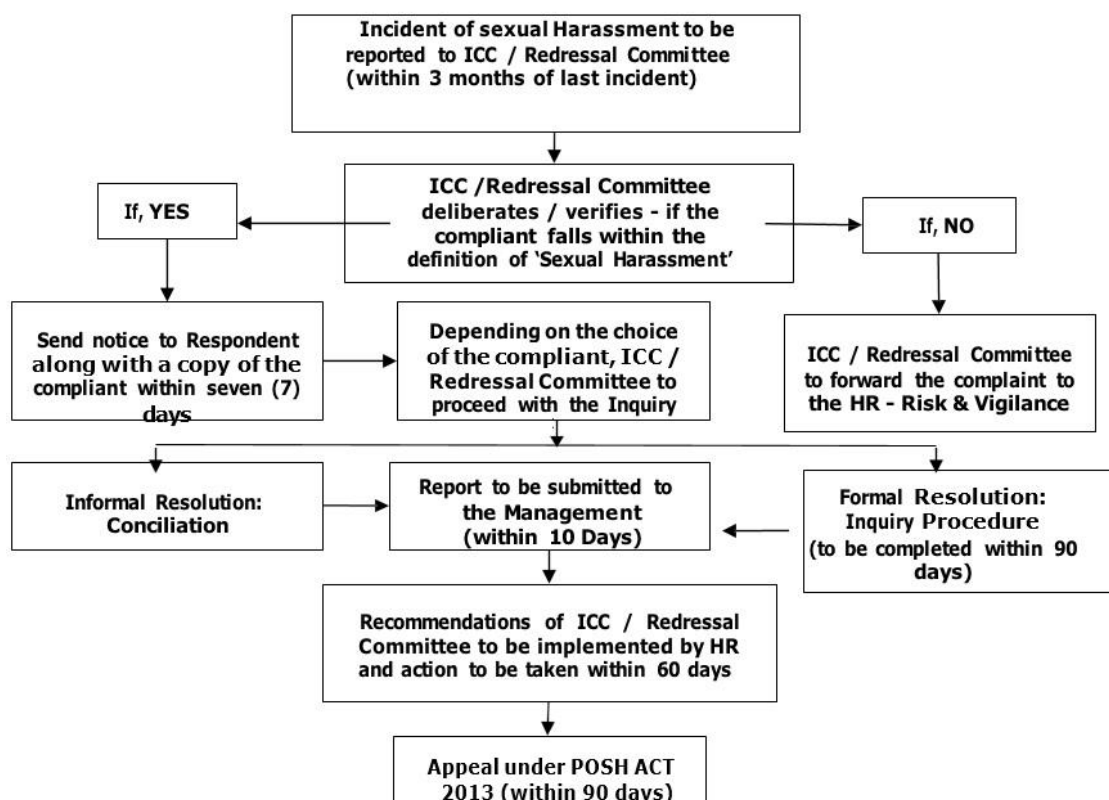 Incident of sexual Harassment to be
reported to ICC / Redressal Committee
(within 3 months of last incident)
ICC /Redressal Committee
deliberates / verifies - if the
compliant falls within the
definition of ‘Sexual Harassment’
If, YES
If, NO
Send notice to Respondent
along with a copy of the
compliant within seven (7)
days
Depending on the choice
of the compliant, ICC /
Redressal Committee to
proceed with the Inquiry
ICC / Redressal Committee
to forward the complaint to
the HR - Risk & Vigilance
Informal Resolution:
Conciliation
Report to be submitted to
the Management
(within 10 Days)
Formal Resolution:
Inquiry Procedure
(to be completed within 90
days)
Recommendations of ICC / Redressal
Committee to be implemented by HR
and action to be taken within 60 days
Appeal under POSH ACT
2013 (within 90 days)